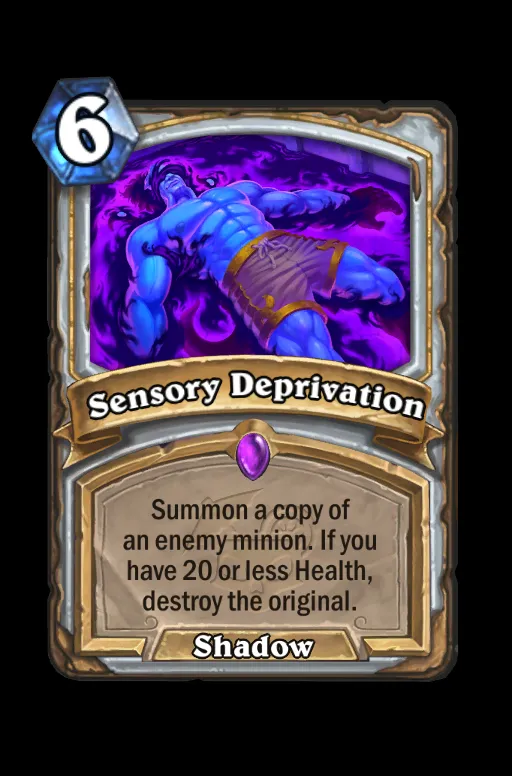 6
Sensory Deprivation
Summon a copy of
an enemy minion. If you
have 20 or less Health,
destroy the original.
Shadow